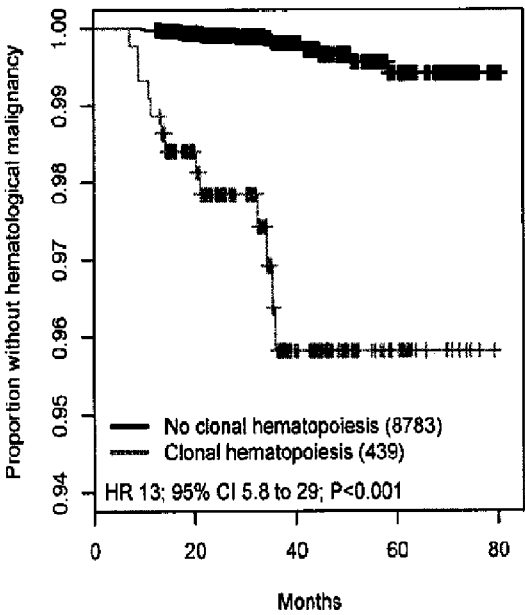 Proportion without hematological malignancy
1.00
0.99
0.98
0.97
0.96
0.95
0.94
No clonal hematopoiesis (8783)
Clonal hematopoiesis (439)
HR 13; 95% CI 5.8 to 29; P<0.001
0 20 40 60 80
Months